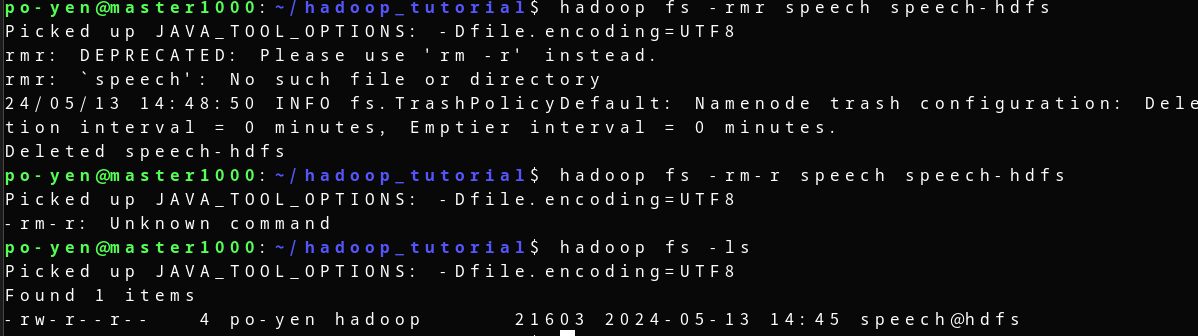 po-yen@master1000:~/hadoop_tutorial$ hadoop fs -rmr speech speech-hdfs
Picked up JAVA_TOOL_OPTIONS: -Dfile.encoding=UTF8
rmr: DEPRECATED: Please use 'rm -r' instead.
rmr: `speech': No such file or directory
24/05/13 14:48:50 INFO fs.TrashPolicyDefault: Namenode trash configuration: Dele
tion interval = 0 minutes, Emptier interval = 0 minutes.
Deleted speech-hdfs
po-yen@master1000:~/hadoop_tutorial$ hadoop fs -rm-r speech speech-hdfs
Picked up JAVA_TOOL_OPTIONS: -Dfile.encoding=UTF8
-rm-r: Unknown command
po-yen@master1000:~/hadoop_tutorial$ hadoop fs -ls
Picked up JAVA_TOOL_OPTIONS: -Dfile.encoding=UTF8
Found 1 items
-rw-r--r--   4 po-yen hadoop      21603 2024-05-13 14:45 speech@hdfs